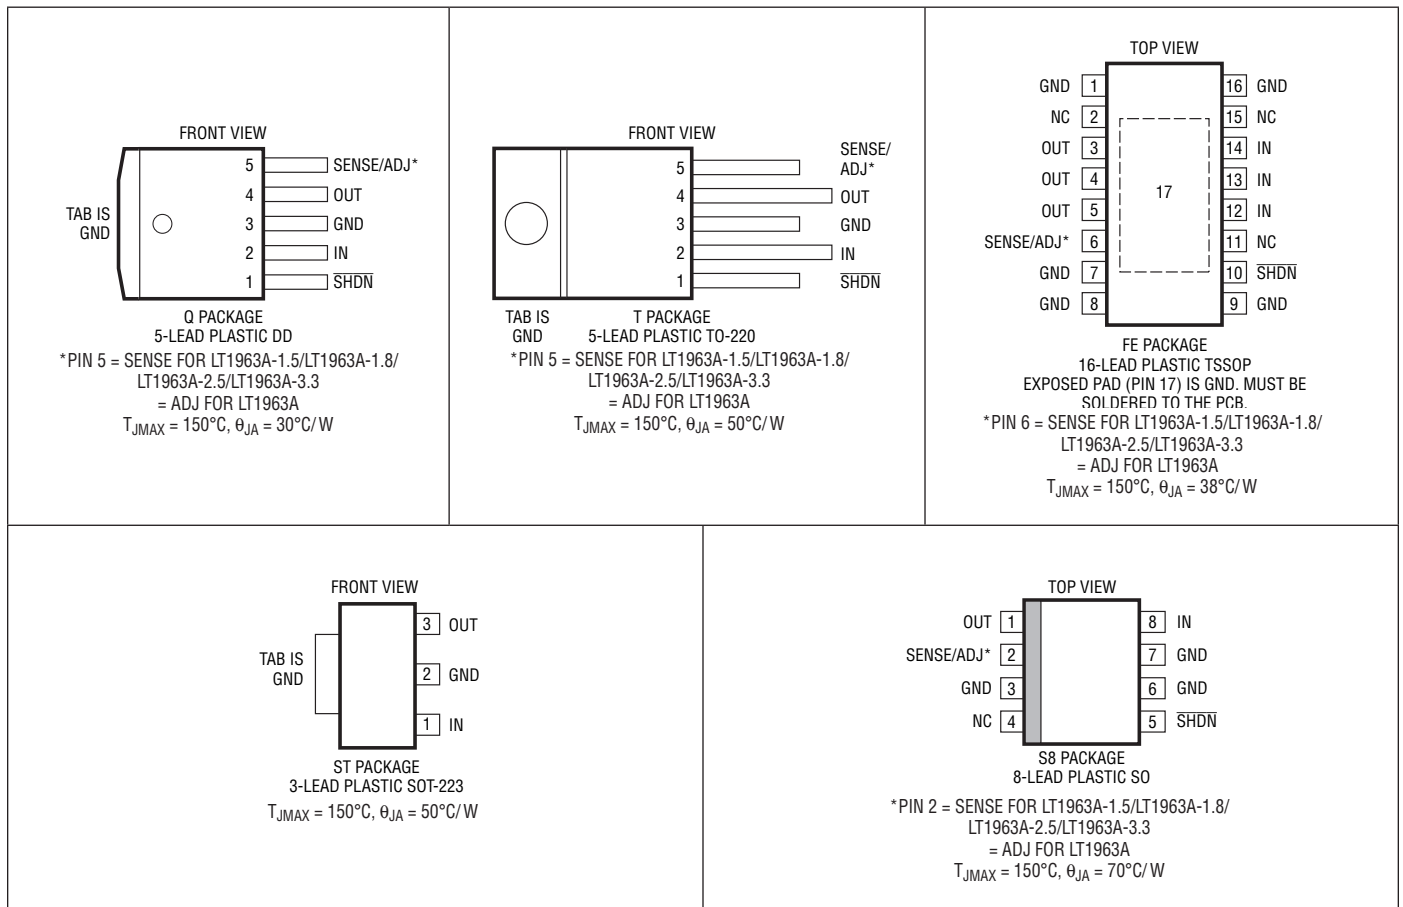 FRONT VIEW
5 SENSE/ADJ*
4 OUT
TAB IS
GND
3 GND
2 IN
1 SHDN
Q PACKAGE
5-LEAD PLASTIC DD
*PIN 5 = SENSE FOR LT1963A-1.5/LT1963A-1.8/
LT1963A-2.5/LT1963A-3.3
= ADJ FOR LT1963A
TJMAX = 150°C, θJA = 30°C/W
FRONT VIEW
SENSE/
ADJ*
5
4 OUT
3 GND
2 IN
1 SHDN
TAB IS
GND
T PACKAGE
5-LEAD PLASTIC TO-220
*PIN 5 = SENSE FOR LT1963A-1.5/LT1963A-1.8/
LT1963A-2.5/LT1963A-3.3
= ADJ FOR LT1963A
TJMAX = 150°C, θJA = 50°C/W
TOP VIEW
GND 1 16 GND
NC 2 15 NC
OUT 3 14 IN
OUT 4 13 IN
17
OUT 5 12 IN
SENSE/ADJ* 6 11 NC
GND 7 10 SHDN
GND 8 9 GND
FE PACKAGE
16-LEAD PLASTIC TSSOP
EXPOSED PAD (PIN 17) IS GND. MUST BE
SOLDERED TO THE PCB.
*PIN 6 = SENSE FOR LT1963A-1.5/LT1963A-1.8/
LT1963A-2.5/LT1963A-3.3
= ADJ FOR LT1963A
TJMAX = 150°C, θJA = 38°C/W
FRONT VIEW
3 OUT
TAB IS
GND
2 GND
1 IN
ST PACKAGE
3-LEAD PLASTIC SOT-223
TJMAX = 150°C, θJA = 50°C/W
TOP VIEW
OUT 1 8 IN
SENSE/ADJ* 2 7 GND
GND 3 6 GND
NC 4 5 SHDN
S8 PACKAGE
8-LEAD PLASTIC SO
*PIN 2 = SENSE FOR LT1963A-1.5/LT1963A-1.8/
LT1963A-2.5/LT1963A-3.3
= ADJ FOR LT1963A
TJMAX = 150°C, θJA = 70°C/W